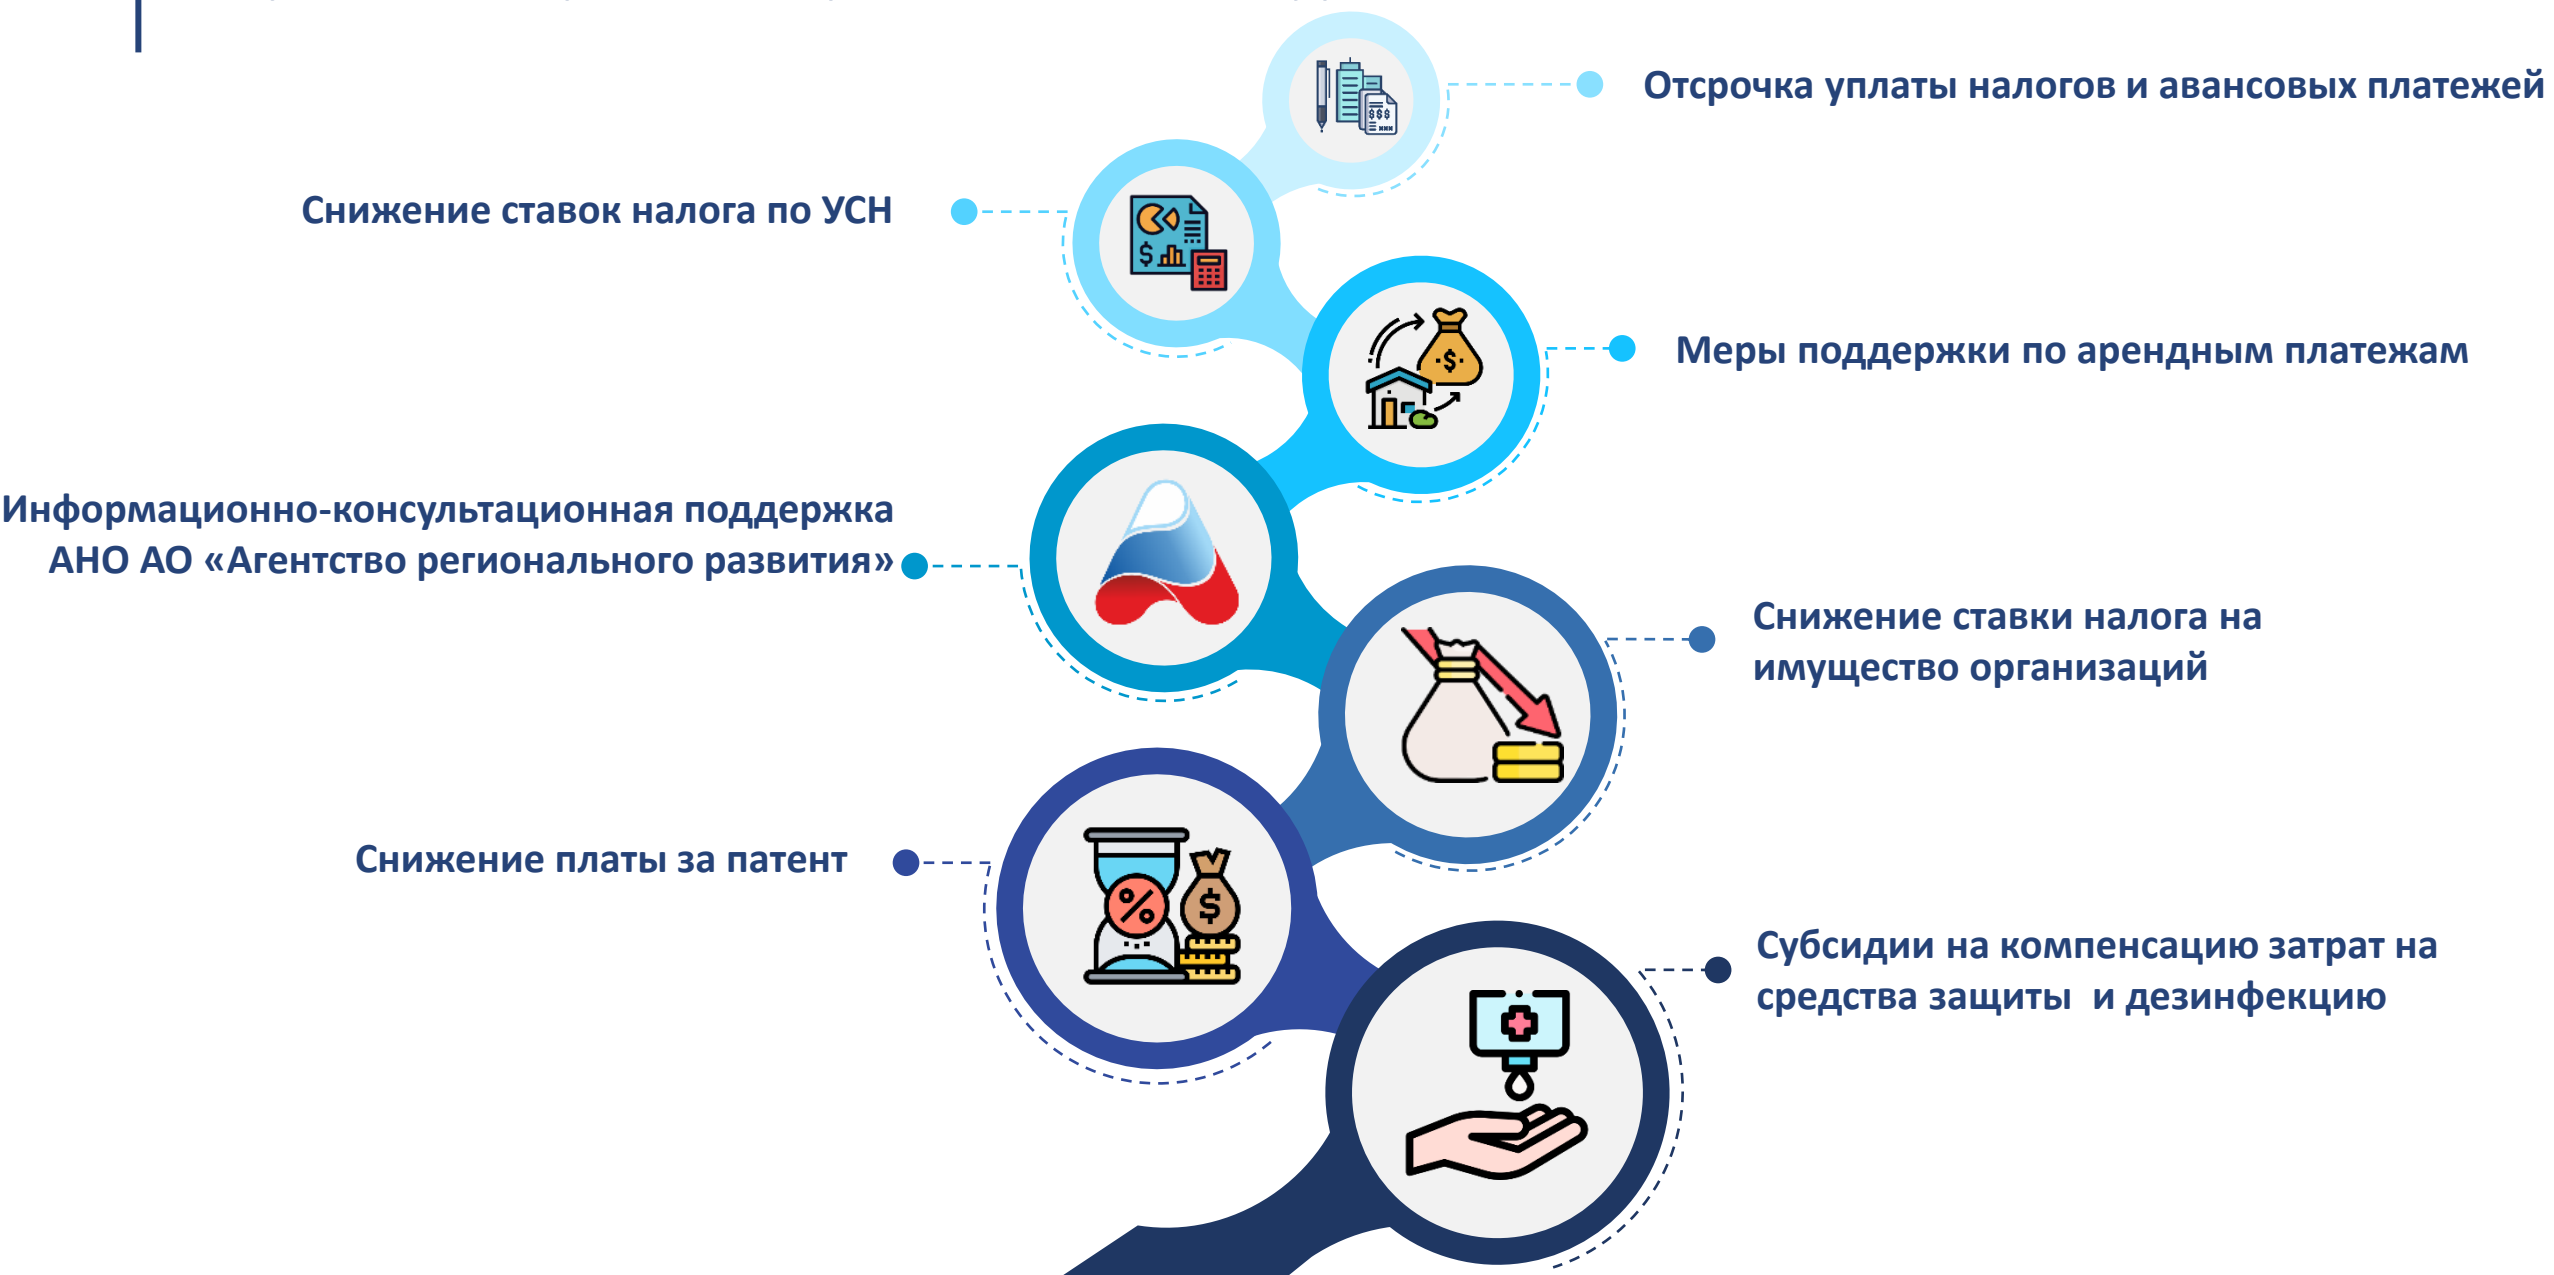 Отсрочка уплаты налогов и авансовых платежей
Снижение ставок налога по УСН
Меры поддержки по арендным платежам
Информационно-консультационная поддержка
АНО АО «Агентство регионального развития»
Снижение ставки налога на
имущество организаций
Снижение платы за патент
Субсидии на компенсацию затрат на
средства защиты  и дезинфекцию